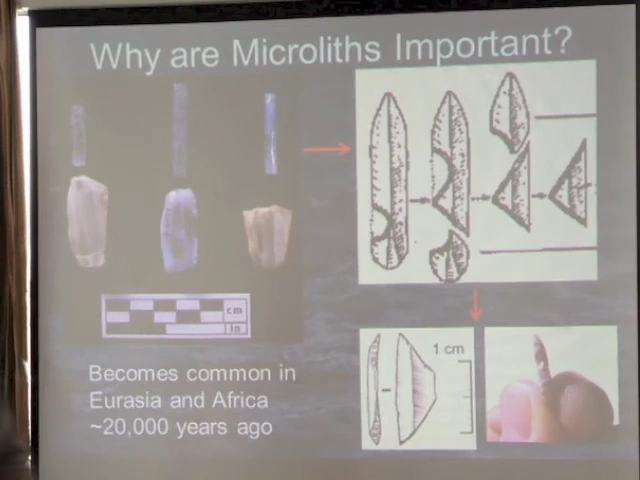 Why are Microliths Important?
cm
in
1 cm
Becomes common in
Eurasia and Africa
~20,000 years ago